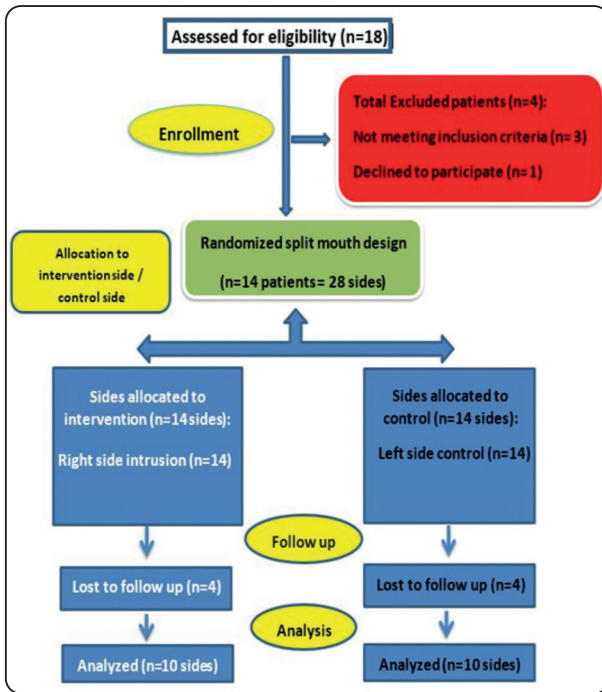 Assessed for eligibility (n=18)
Enrollment
Total Excluded patients (n=4):
Not meeting inclusion criteria (n= 3)
Declined to participate (n= 1)
Randomized split mouth design
(n=14 patients= 28 sides)
Allocation to
intervention side /
control side
Sides allocated to
intervention (n=14 sides):
Right side intrusion (n=14)
Sides allocated to
control (n=14 sides):
Left side control (n=14)
Follow up
Lost to follow up (n=4)
Lost to follow up (n=4)
Analysis
Analyzed (n=10 sides)
Analyzed (n=10 sides)